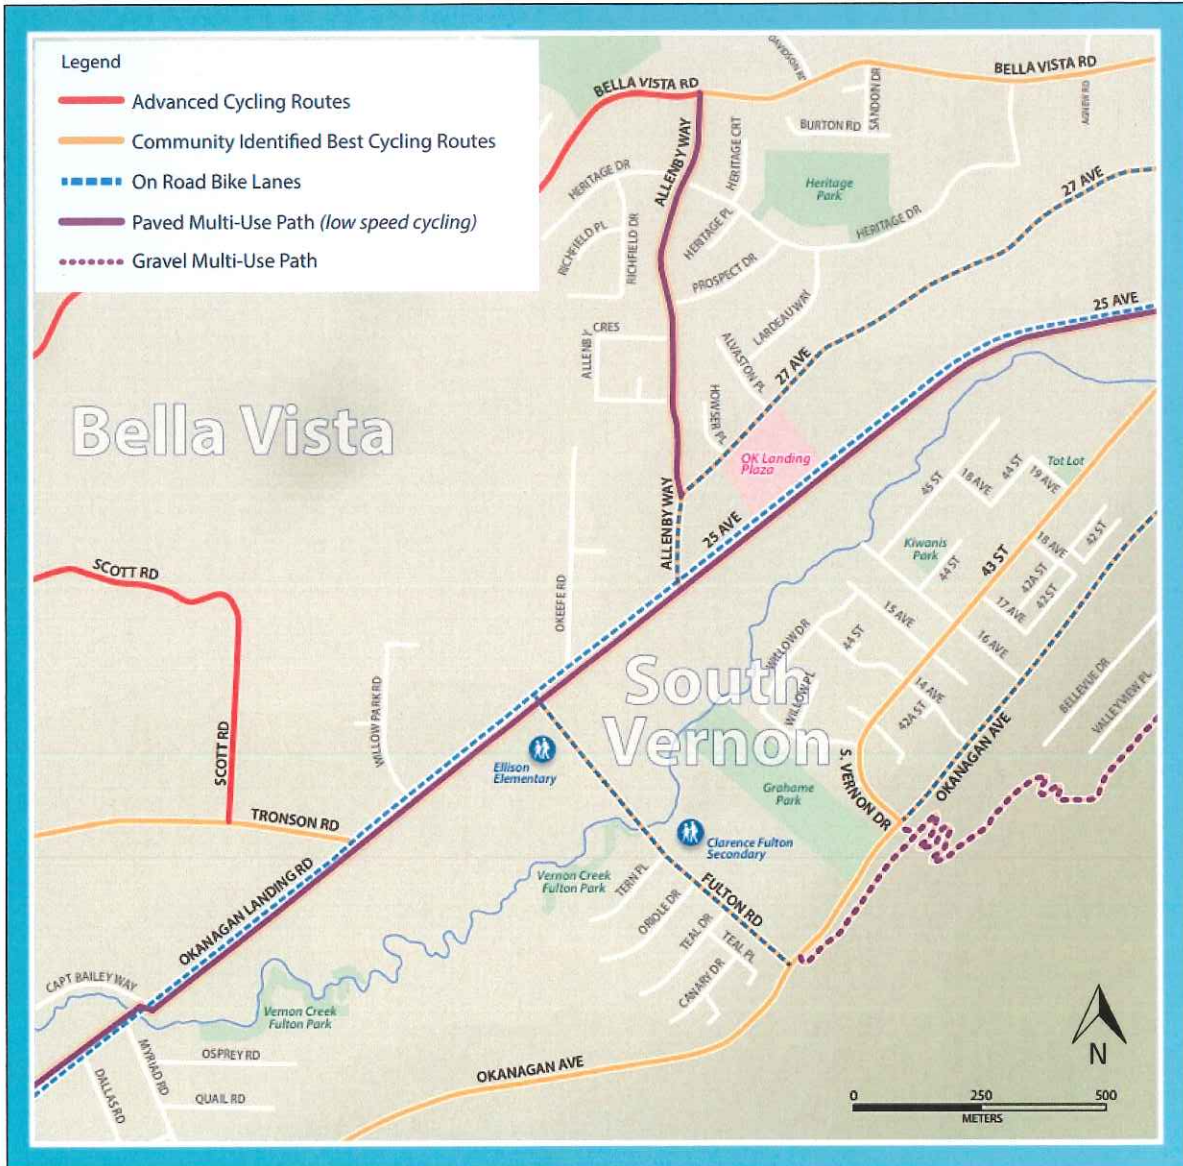 Legend
Advanced Cycling Routes
Community Identified Best Cycling Routes
On Road Bike Lanes
Paved Multi-Use Path (low speed cycling)
Gravel Multi-Use Path
DAVIDSON RD
BELLA VISTA RD
BELLA VISTA RD
SANDON DR
AGNEW RD
BURTON RD
ALLENBY WAY
HERITAGE CRT
HERITAGE DR
Heritage
Park
27 AVE
RICHFIELD PL
RICHFIELD DR
HERITAGE PL
HERITAGE DR
PROSPECT DR
LARDEAU WAY
25 AVE
ALLENBY
CRES
ALVASTON PL
27 AVE
HOWSER PL
Bella Vista
OK Landing
Plaza
Tot Lot
45 ST
18 AVE
44 ST
19 AVE
ALLENBY WAY
25 AVE
Kiwanis
Park
44 ST
43 ST
18 AVE
42 ST
42A ST
42 ST
17 AVE
SCOTT RD
OKEEFE RD
15 AVE
16 AVE
WILLOW DR
44 ST
South
Vernon
WILLOW PL
14 AVE
42A ST
BELLEVUE DR
VALLEYVIEW PL
WILLOW PARK RD
SCOTT RD
Ellison
Elementary
OKANAGAN AVE
S. VERNON DR
Grahame
Park
TRONSON RD
Clarence Fulton
Secondary
OKANAGAN LANDING RD
Vernon Creek
Fulton Park
TERN PL
FULTON RD
ORIOLE DR
TEAL DR
TEAL PL
CANARY DR
CAPT BAILEY WAY
Vernon Creek
Fulton Park
MYRIAD RD
OSPREY RD
DALLAS RD
QUAIL RD
OKANAGAN AVE
N
0 250 500
METERS